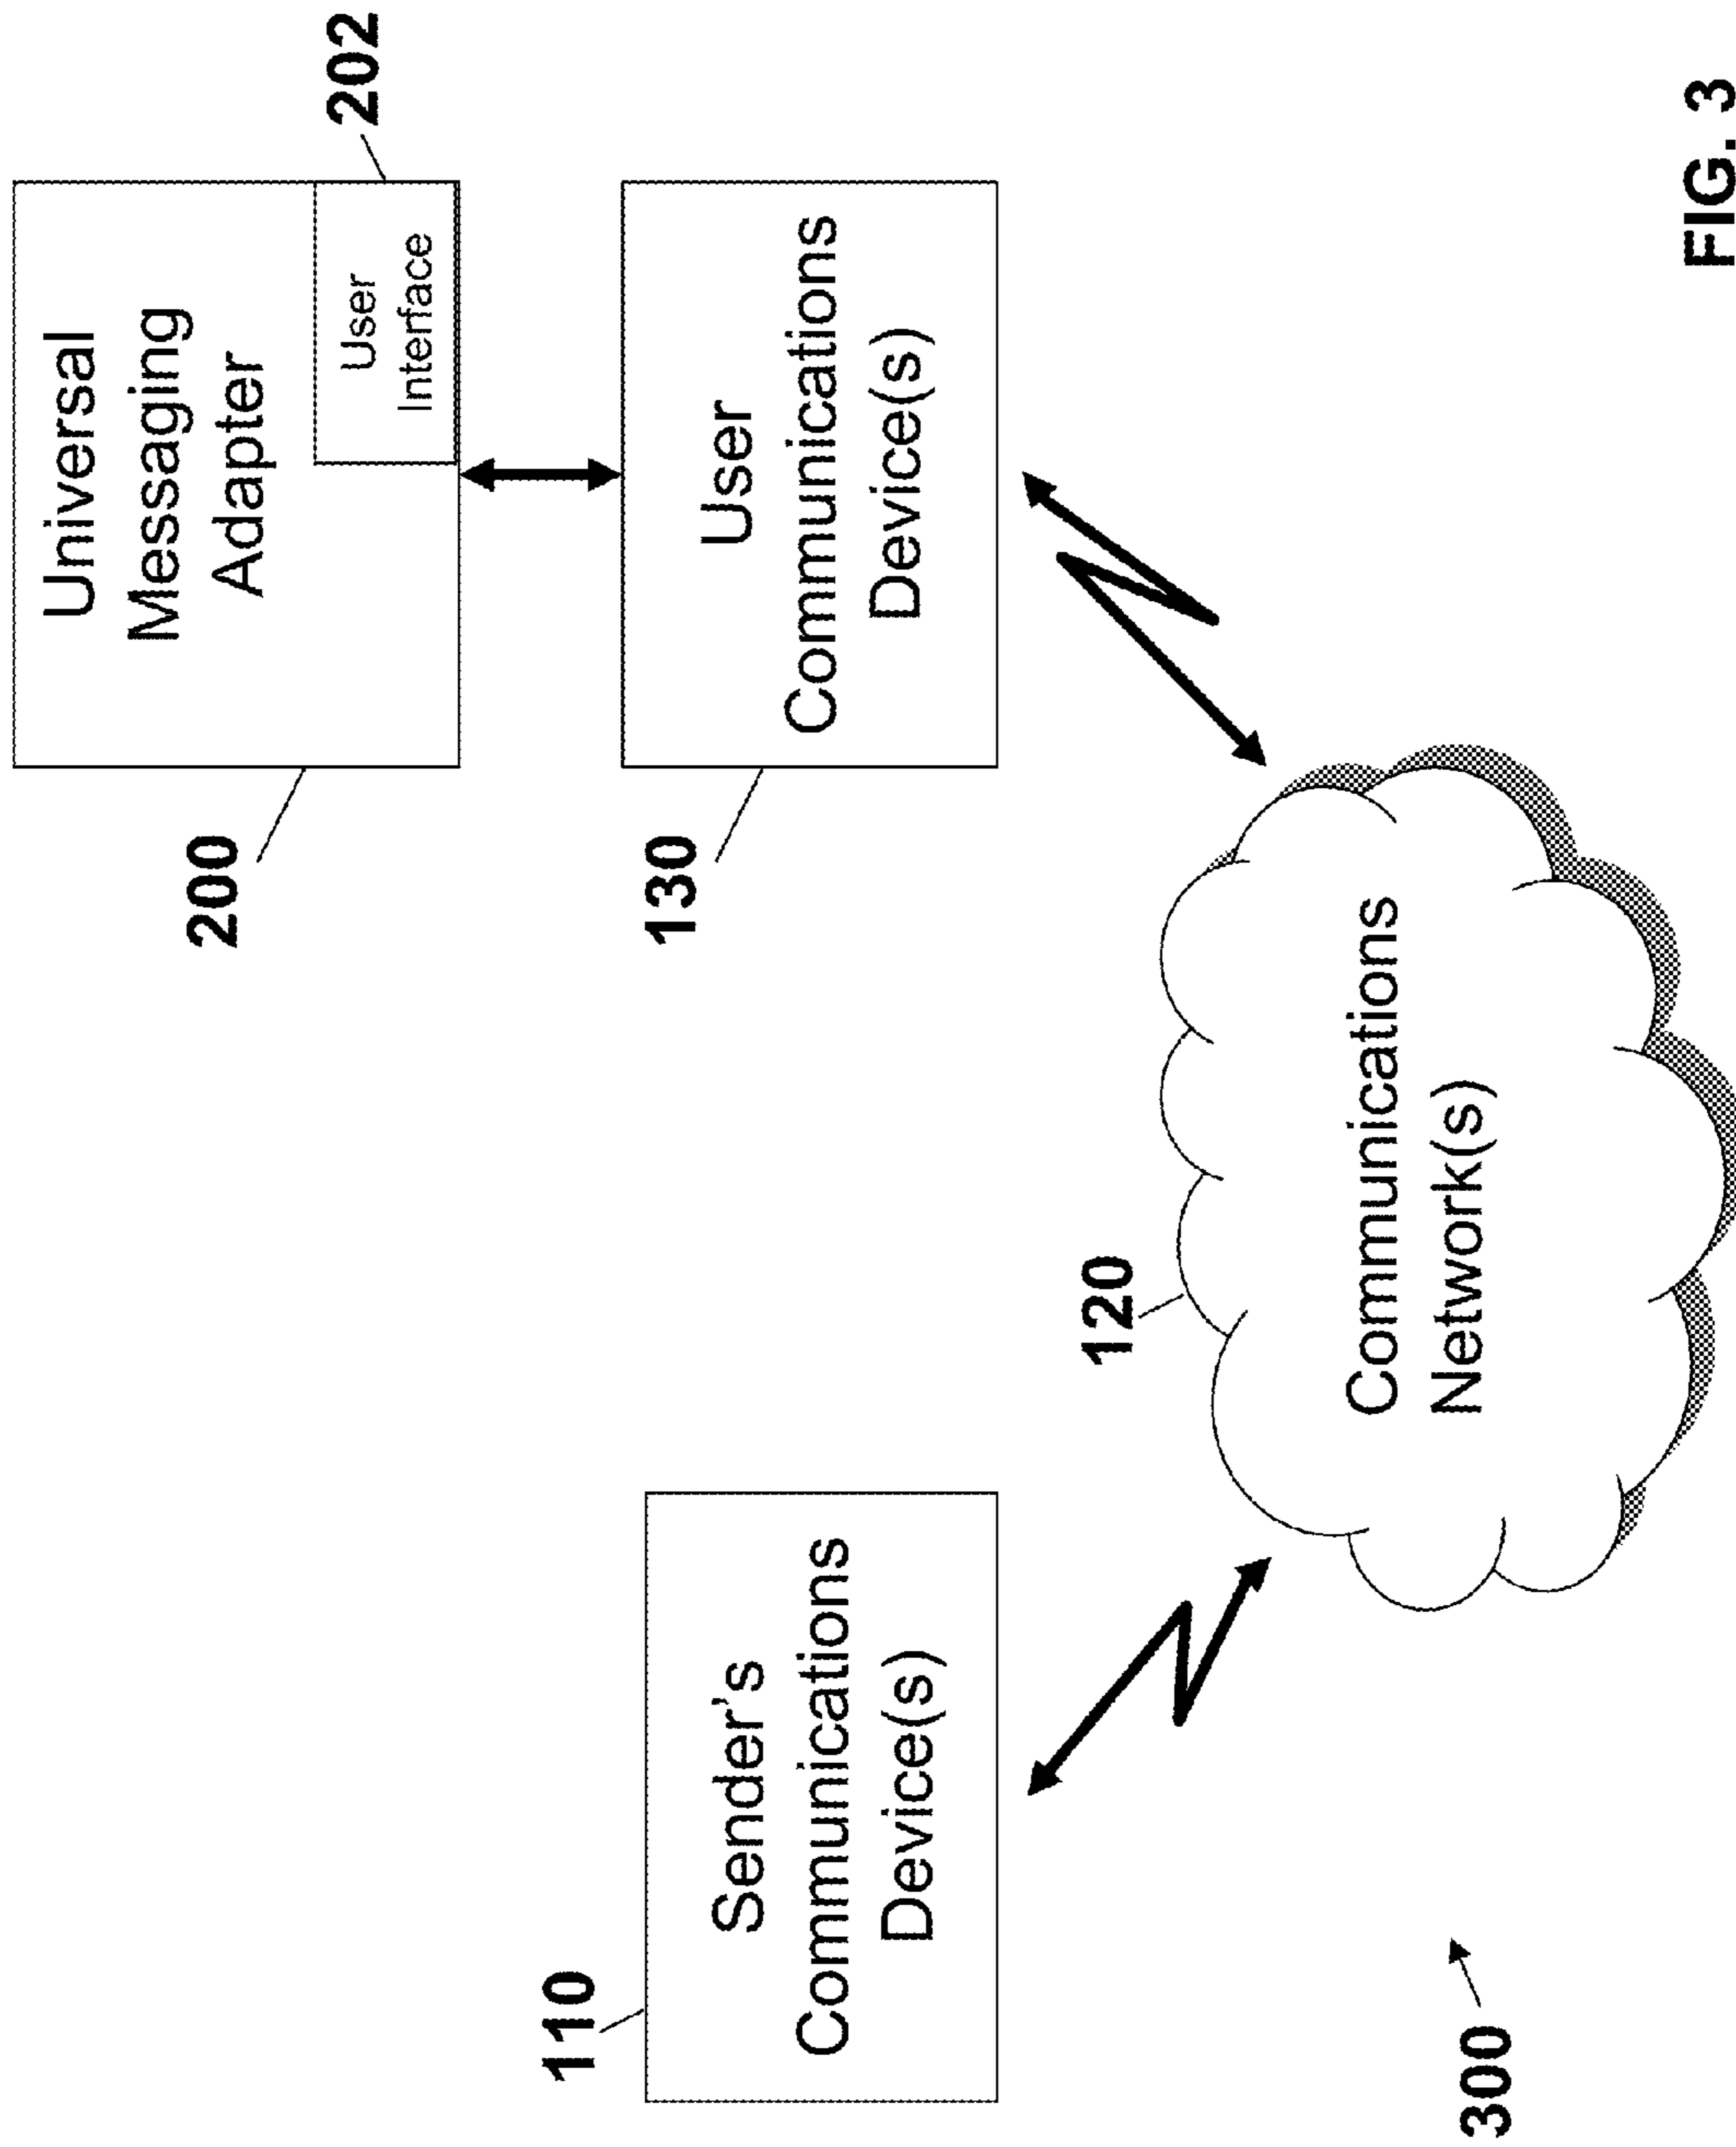 Universal
Messaging
Adapter
User
Interface
202
200
User
Communications
Device(s)
130
110
Sender's
Communications
Device(s)
120
Communications
Network(s)
300
FIG. 3